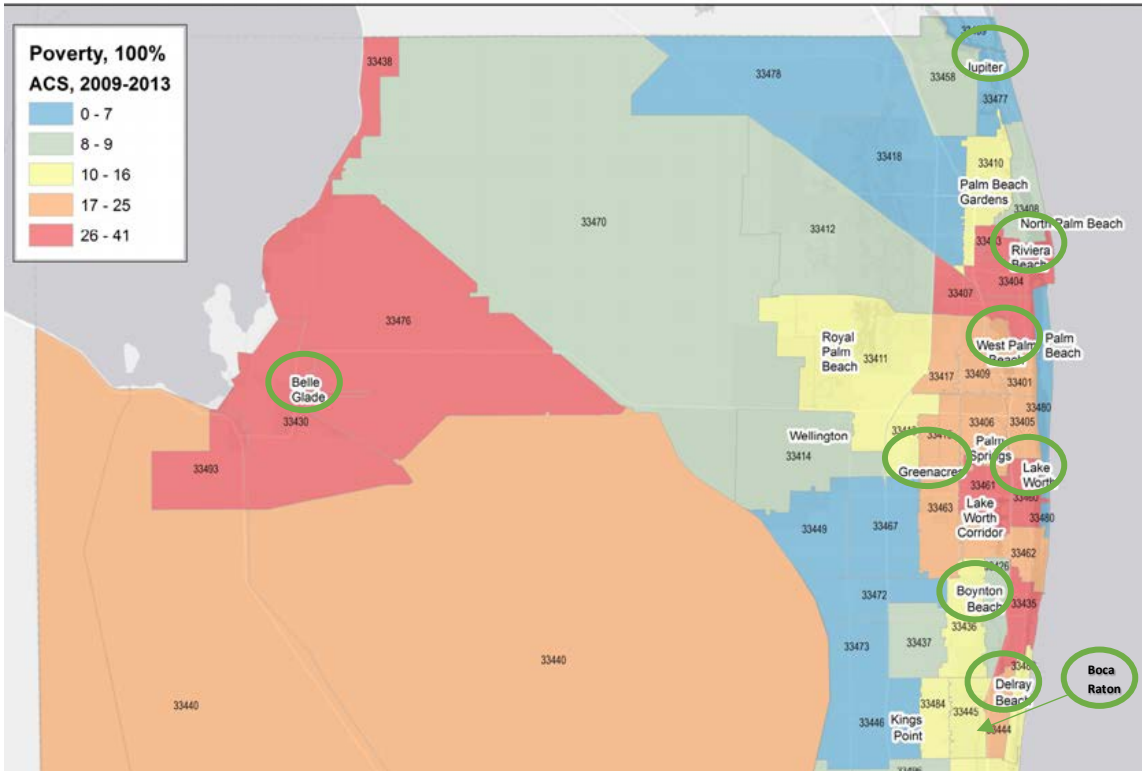 Poverty, 100%
ACS, 2009-2013
0 - 7
8 - 9
10 - 16
17 - 25
26 - 41
33438
33478
33458
Jupiter
33477
33418
33410
Palm Beach
Gardens
33408
North Palm Beach
33470
33412
Riviera
Beach
33407
33404
33476
Royal
Palm
Beach
33411
West Palm
Beach
Palm
Beach
33417
33409
33401
Belle
Glade
33430
33480
33406
33405
Wellington
33414
Palm
Springs
Greenacres
Lake
Worth
33493
33461
33460
33463
Lake
Worth
Corridor
33480
33449
33467
33462
33426
33472
Boynton
Beach
33435
33436
33473
33437
33440
Boca
Raton
Delray
Beach
33484
33445
33440
33446
Kings
Point
33444